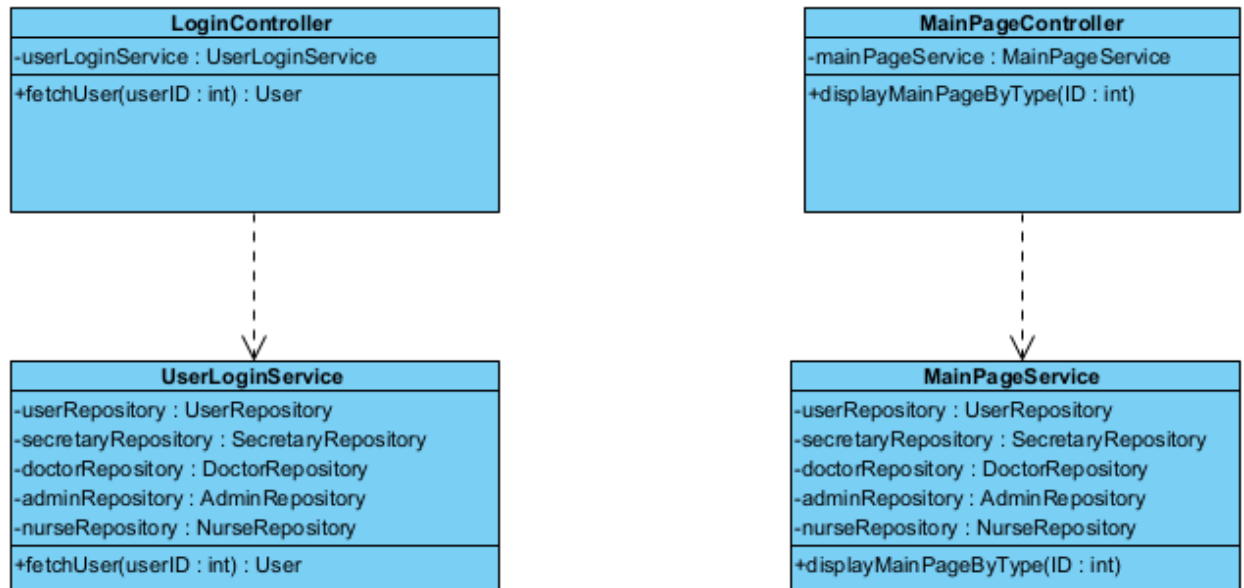 LoginController
-userLoginService : UserLoginService
+fetchUser(userID : int) : User
MainPageController
-mainPageService : MainPageService
+displayMainPageByType(ID : int)
UserLoginService
-userRepository : UserRepository
-secretaryRepository : SecretaryRepository
-doctorRepository : DoctorRepository
-adminRepository : AdminRepository
-nurseRepository : NurseRepository
+fetchUser(userID : int) : User
MainPageService
-userRepository : UserRepository
-secretaryRepository : SecretaryRepository
-doctorRepository : DoctorRepository
-adminRepository : AdminRepository
-nurseRepository : NurseRepository
+displayMainPageByType(ID : int)